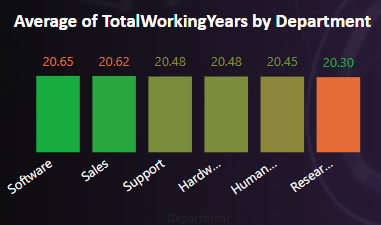 Average of TotalWorkingYears by Department
20.65 20.62 20.48 20.48 20.45 20.30
Software Sales Support Hardw... Human... Resear...
Department